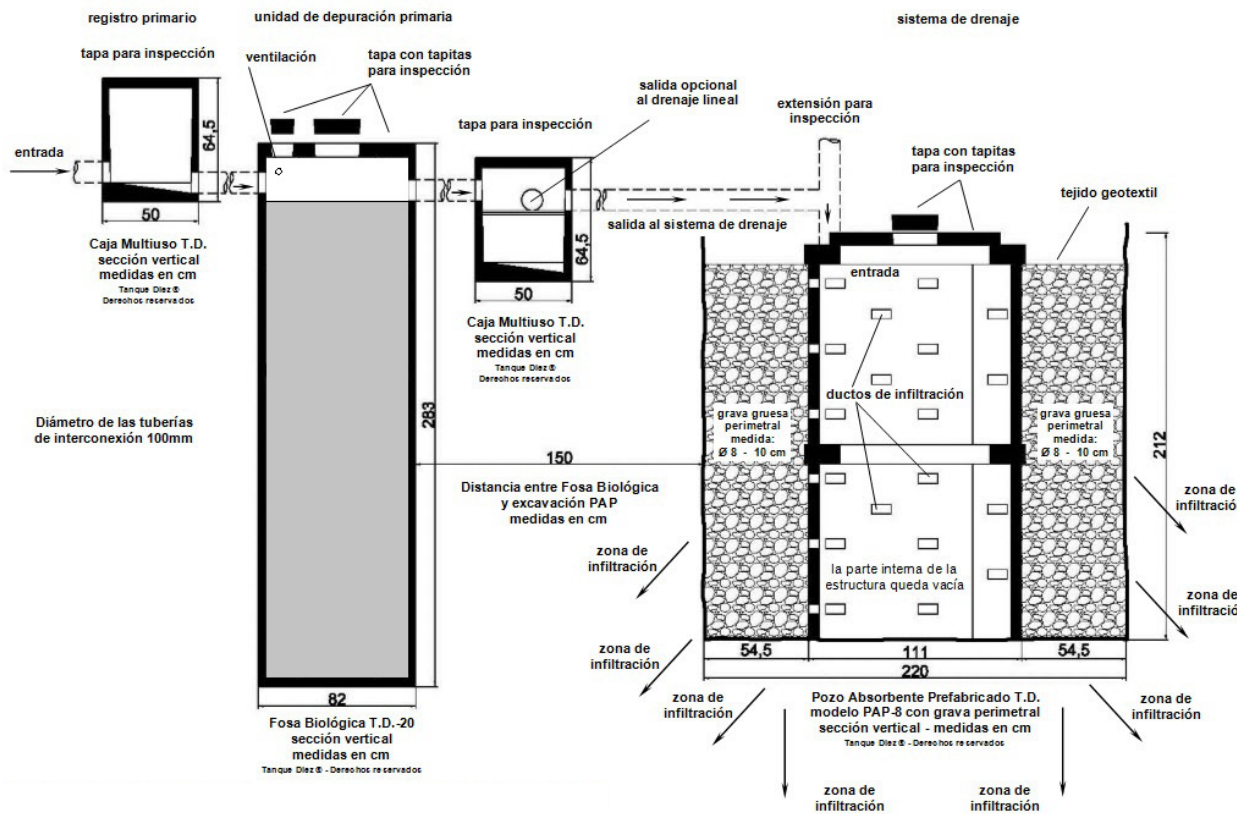 registro primario
unidad de depuración primaria
sistema de drenaje
tapa para inspección
ventilación
tapa con tapitas
para inspección
salida opcional
al drenaje lineal
extensión para
inspección
tapa para inspección
tapa con tapitas
para inspección
tejido geotextil
entrada
64,5
50
Caja Multiuso T.D.
sección vertical
medidas en cm
Tanque Díez ®
Derechos reservados
salida al sistema de drenaje
64,5
50
Caja Multiuso T.D.
sección vertical
medidas en cm
Tanque Díez ®
Derechos reservados
entrada
Diámetro de las tuberías
de interconexión 100mm
283
ductos de infiltración
grava gruesa
perimetral
medida:
Ø 8 - 10 cm
grava gruesa
perimetral
medida:
Ø 8 - 10 cm
212
150
Distancia entre Fosa Biológica
y excavación PAP
medidas en cm
zona de
infiltración
zona de
infiltración
la parte interna de la
estructura queda vacía
zona de
infiltración
zona de
infiltración
54,5
111
54,5
220
82
Fosa Biológica T.D.-20
sección vertical
medidas en cm
Tanque Díez ® - Derechos reservados
zona de
infiltración
Pozo Absorbente Prefabricado T.D.
modelo PAP-8 con grava perimetral
sección vertical - medidas en cm
Tanque Díez ® - Derechos reservados
zona de
infiltración
zona de
infiltración
zona de
infiltración